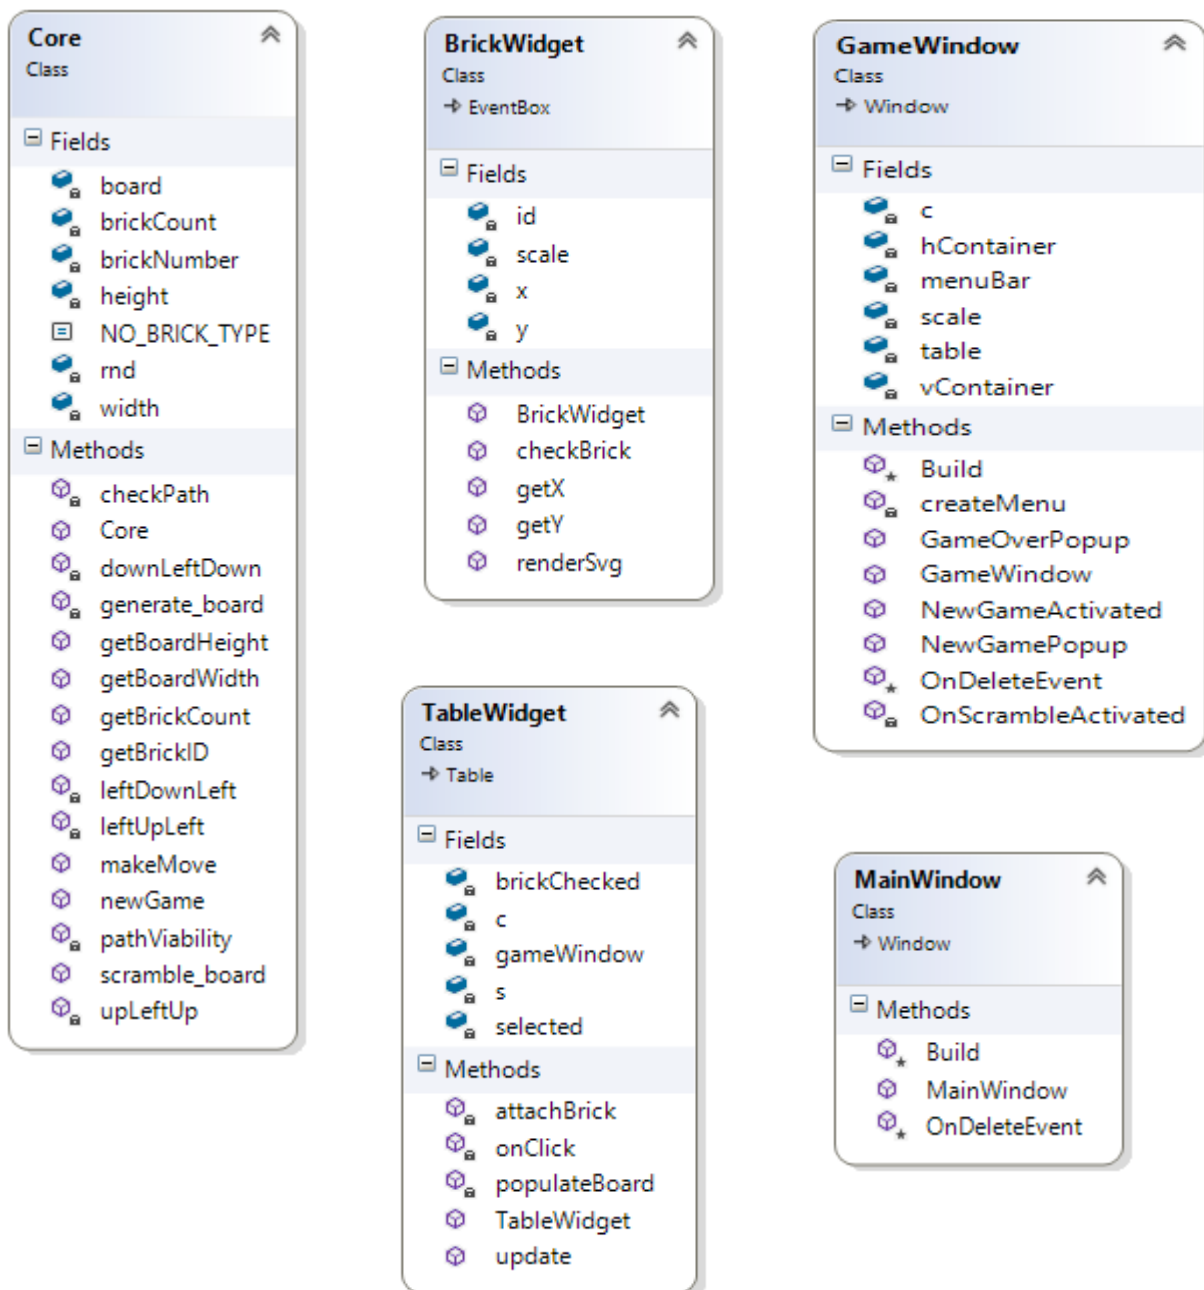 Core
Class
Fields
board
brickCount
brickNumber
height
NO_BRICK_TYPE
rnd
width
Methods
checkPath
Core
downLeftDown
generate_board
getBoardHeight
getBoardWidth
getBrickCount
getBrickID
leftDownLeft
leftUpLeft
makeMove
newGame
pathViability
scramble_board
upLeftUp
BrickWidget
Class
EventBox
Fields
id
scale
x
y
Methods
BrickWidget
checkBrick
getX
getY
renderSvg
GameWindow
Class
Window
Fields
c
hContainer
menuBar
scale
table
vContainer
Methods
Build
createMenu
GameOverPopup
GameWindow
NewGameActivated
NewGamePopup
OnDeleteEvent
OnScrambleActivated
TableWidget
Class
Table
Fields
brickChecked
c
gameWindow
s
selected
Methods
attachBrick
onClick
populateBoard
TableWidget
update
MainWindow
Class
Window
Methods
Build
MainWindow
OnDeleteEvent